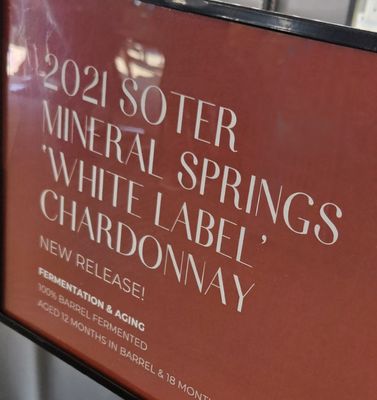 2021 SOTER
MINERAL SPRINGS
'WHITE LABEL'
CHARDONNAY
NEW RELEASE!
FERMENTATION & AGING
100% BARREL FERMENTED
AGED 12 MONTHS IN BARREL & 18 MONT